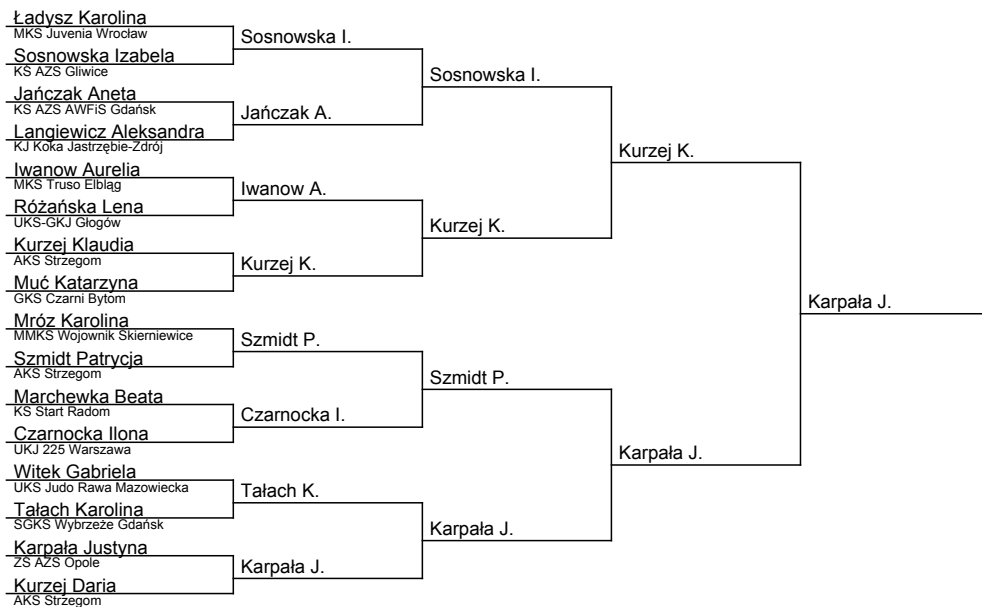 Ładysz Karolina
MKS Juvenia Wrocław
Sosnowska Izabela
KS AZS Gliwice
Jańczak Aneta
KS AZS AWFiS Gdańsk
Langiewicz Aleksandra
KJ Koka Jastrzębie-Zdrój
Iwanow Aurelia
MKS Truso Elbląg
Różańska Lena
UKS-GKJ Głogów
Kurzej Klaudia
AKS Strzegom
Muć Katarzyna
GKS Czarni Bytom
Mróz Karolina
MMKS Wojownik Skierniewice
Szmidt Patrycja
AKS Strzegom
Marchewka Beata
KS Start Radom
Czarnocka Ilona
UKJ 225 Warszawa
Witek Gabriela
UKS Judo Rawa Mazowiecka
Tałach Karolina
SGKS Wybrzeże Gdańsk
Karpała Justyna
ZS AZS Opole
Kurzej Daria
AKS Strzegom
Sosnowska I.
Jańczak A.
Iwanow A.
Kurzej K.
Szmidt P.
Czarnocka I.
Tałach K.
Karpała J.
Sosnowska I.
Kurzej K.
Szmidt P.
Karpała J.
Kurzej K.
Karpała J.
Karpała J.